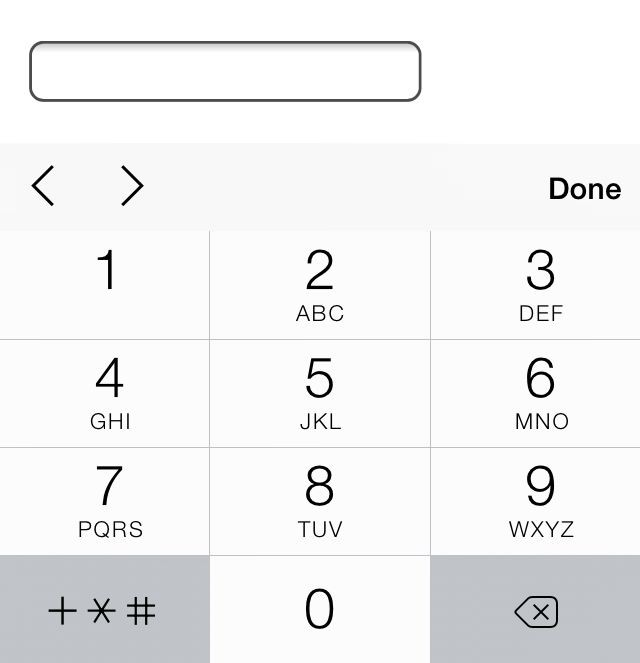 Done
1 2 3
ABC DEF
4 5 6
GHI JKL MNO
7 8 9
PQRS TUV WXYZ
+*# 0